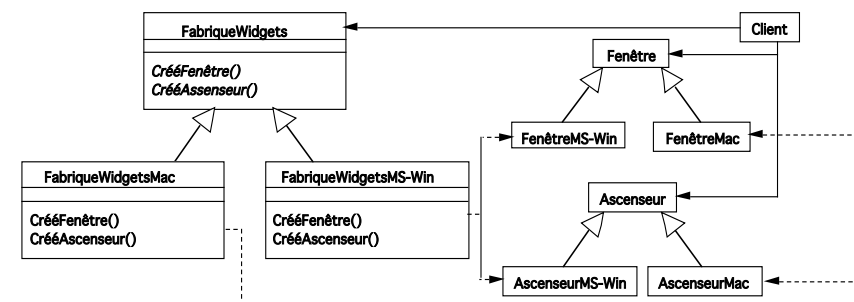 FabriqueWidgets
CrééFenêtre()
CrééAssenseur()
Client
Fenêtre
FenêtreMS-Win
FenêtreMac
FabriqueWidgetsMac
CrééFenêtre()
CrééAscenseur()
FabriqueWidgetsMS-Win
CrééFenêtre()
CrééAscenseur()
Ascenseur
AscenseurMS-Win
AscenseurMac